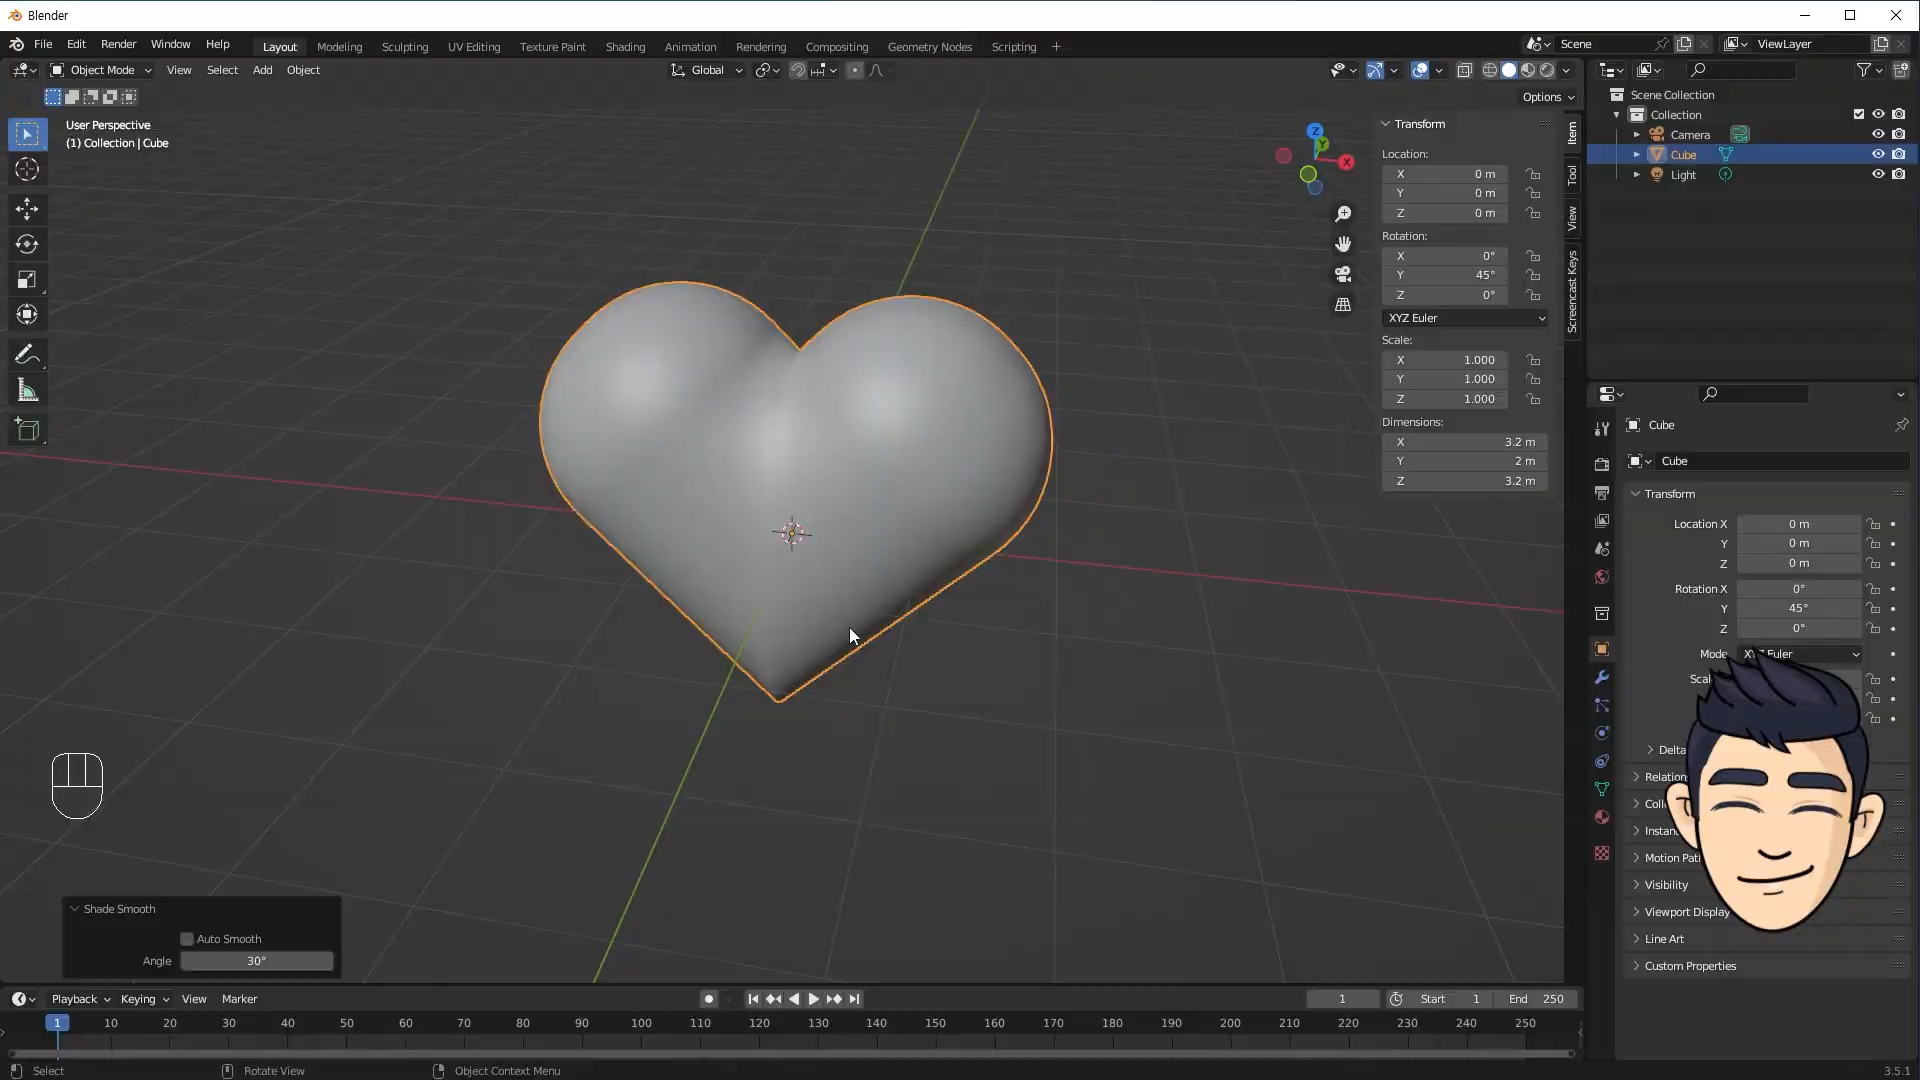 Blender
File Edit Render Window Help
Layout Modeling Sculpting UV Editing Texture Paint Shading Animation Rendering Compositing Geometry Nodes Scripting +
Scene ViewLayer
Object Mode View Select Add Object Global
Options
User Perspective
(1) Collection | Cube
Z
Y
X
Transform
Location:
X 0 m
Y 0 m
Z 0 m
Rotation:
X 0°
Y 45°
Z 0°
XYZ Euler
Scale:
X 1.000
Y 1.000
Z 1.000
Dimensions:
X 3.2 m
Y 2 m
Z 3.2 m
Item
Tool
View
Screencast Keys
Scene Collection
Collection
Camera
Cube
Light
Cube
Cube
Transform
Location X 0 m
Y 0 m
Z 0 m
Rotation X 0°
Y 45°
Z 0°
Mode XYZ Euler
Visibility
Viewport Display
Line Art
Custom Properties
Shade Smooth
Auto Smooth
Angle 30°
Playback Keying View Marker
1 Start 1 End 250
1 10 20 30 40 50 60 70 80 90 100 110 120 130 140 150 160 170 180 190 200 210 220 230 240 250
Select Rotate View Object Context Menu 3.5.1